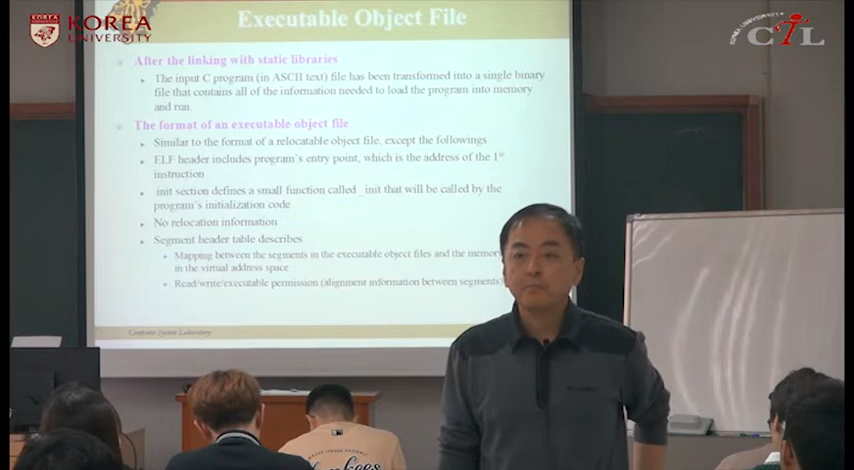 KOREA
UNIVERSITY
Executable Object File
KOREA UNIVERSITY
CTL
After the linking with static libraries
The input C program (in ASCII text) file has been transformed into a single binary
file that contains all of the information needed to load the program into memory
and run.
The format of an executable object file
Similar to the format of a relocatable object file, except the followings
ELF header includes program's entry point, which is the address of the 1st
instruction
.init section defines a small function called _init that will be called by the
program's initialization code
No relocation information
Segment header table describes
Mapping between the segments in the executable object files and the memory
in the virtual address space
Read/write/executable permission (alignment information between segments)
Computer System Laboratory
Yankees